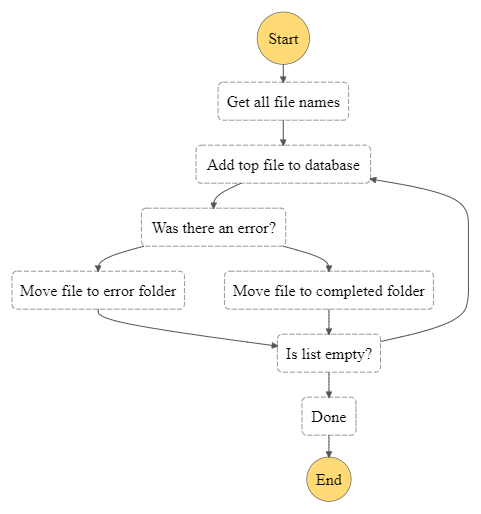 Start
Get all file names
Add top file to database
Was there an error?
Move file to error folder
Move file to completed folder
Is list empty?
Done
End